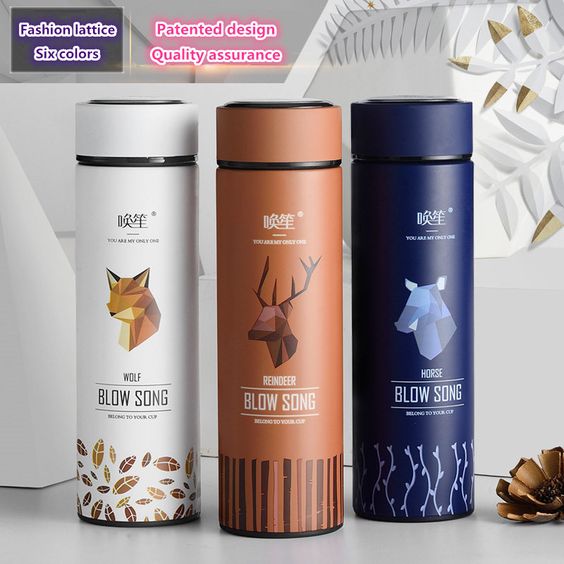 Fashion lattice
Six colors
Patented design
Quality assurance
唤笙®
YOU ARE MY ONLY ONE
WOLF
BLOW SONG
BELONG TO YOUR CUP
唤笙®
YOU ARE MY ONLY ONE
REINDEER
BLOW SONG
BELONG TO YOUR CUP
唤笙®
YOU ARE MY ONLY ONE
HORSE
BLOW SONG
BELONG TO YOUR CUP